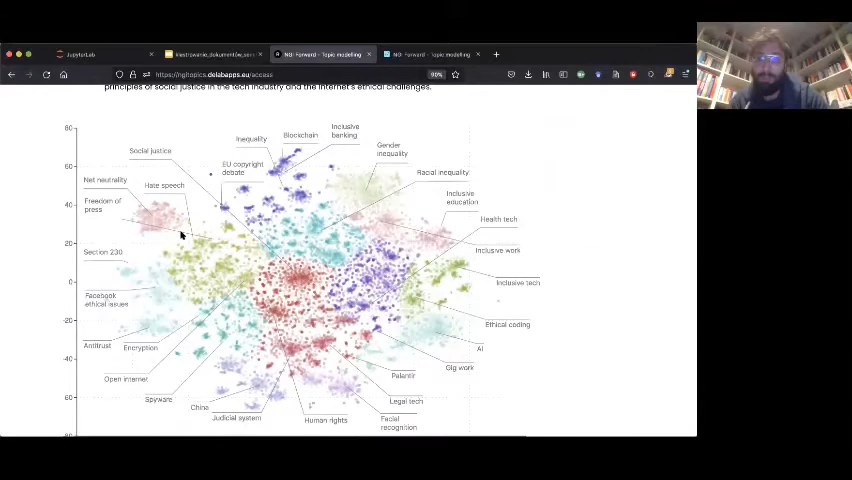 JupyterLab
klastrowanie_dokumentów_sem
NGI Forward - Topic modelling
NGI Forward - Topic modelling
https://ngitopics.delabapps.eu/access
90%
principles of social justice in the tech industry and the Internet's ethical challenges.
80
60
40
20
0
-20
-40
60
80
Inequality
Blockchain
Inclusive
banking
Social justice
Gender
inequality
EU copyright
debate
Racial inequality
Net neutrality
Hate speech
Freedom of
press
Inclusive
education
Health tech
Section 230
Inclusive work
Inclusive tech
Facebook
ethical issues
Ethical coding
Antitrust
Encryption
AI
Gig work
Open internet
Palantir
Spyware
Legal tech
China
Judicial system
Human rights
Facial
recognition